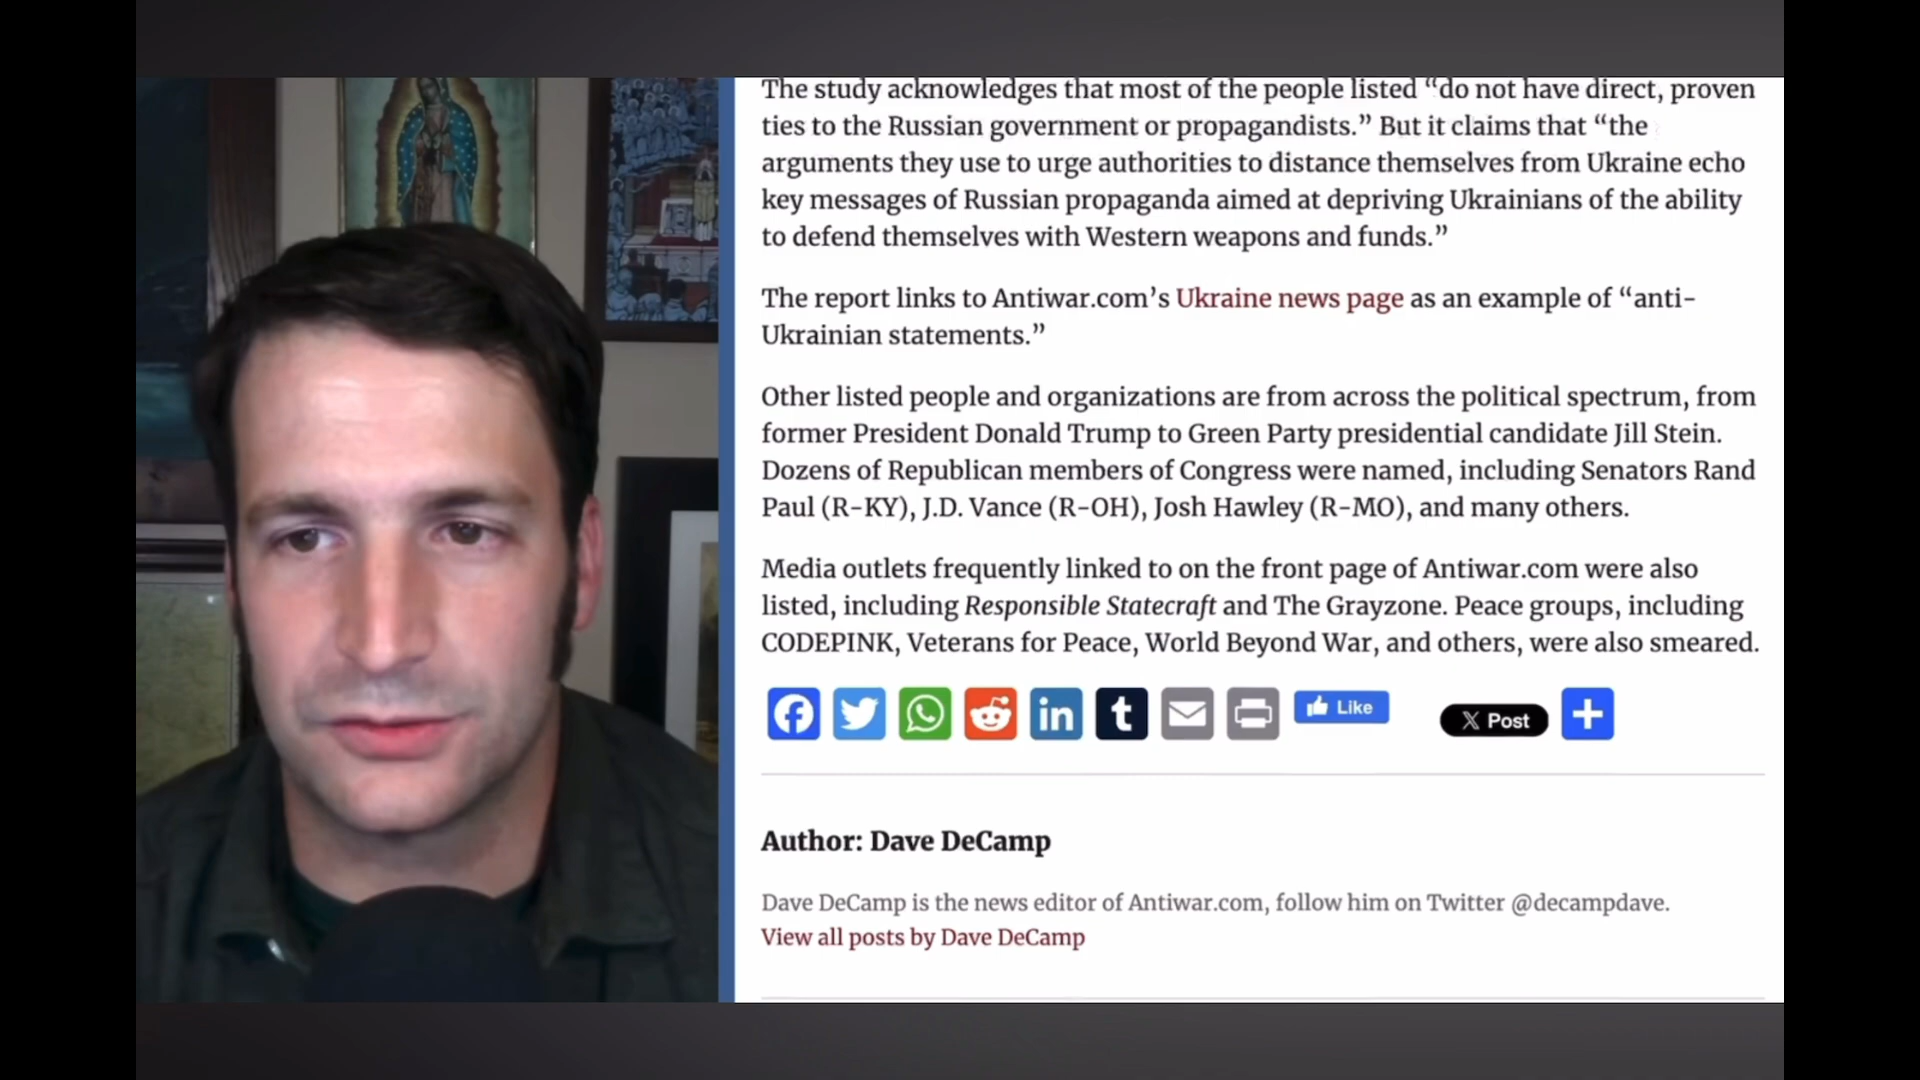 The study acknowledges that most of the people listed “do not have direct, proven
ties to the Russian government or propagandists.” But it claims that “the
arguments they use to urge authorities to distance themselves from Ukraine echo
key messages of Russian propaganda aimed at depriving Ukrainians of the ability
to defend themselves with Western weapons and funds.”
The report links to Antiwar.com’s Ukraine news page as an example of “anti-
Ukrainian statements.”
Other listed people and organizations are from across the political spectrum, from
former President Donald Trump to Green Party presidential candidate Jill Stein.
Dozens of Republican members of Congress were named, including Senators Rand
Paul (R-KY), J.D. Vance (R-OH), Josh Hawley (R-MO), and many others.
Media outlets frequently linked to on the front page of Antiwar.com were also
listed, including Responsible Statecraft and The Grayzone. Peace groups, including
CODEPINK, Veterans for Peace, World Beyond War, and others, were also smeared.
Like
X Post
Author: Dave DeCamp
Dave DeCamp is the news editor of Antiwar.com, follow him on Twitter @decampdave.
View all posts by Dave DeCamp